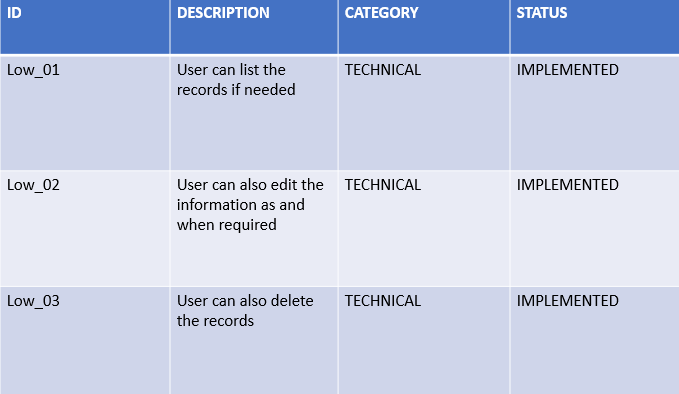 ID DESCRIPTION CATEGORY STATUS
Low_01 User can list the TECHNICAL IMPLEMENTED
records if needed
Low_02 User can also edit the TECHNICAL IMPLEMENTED
information as and
when required
Low_03 User can also delete TECHNICAL IMPLEMENTED
the records